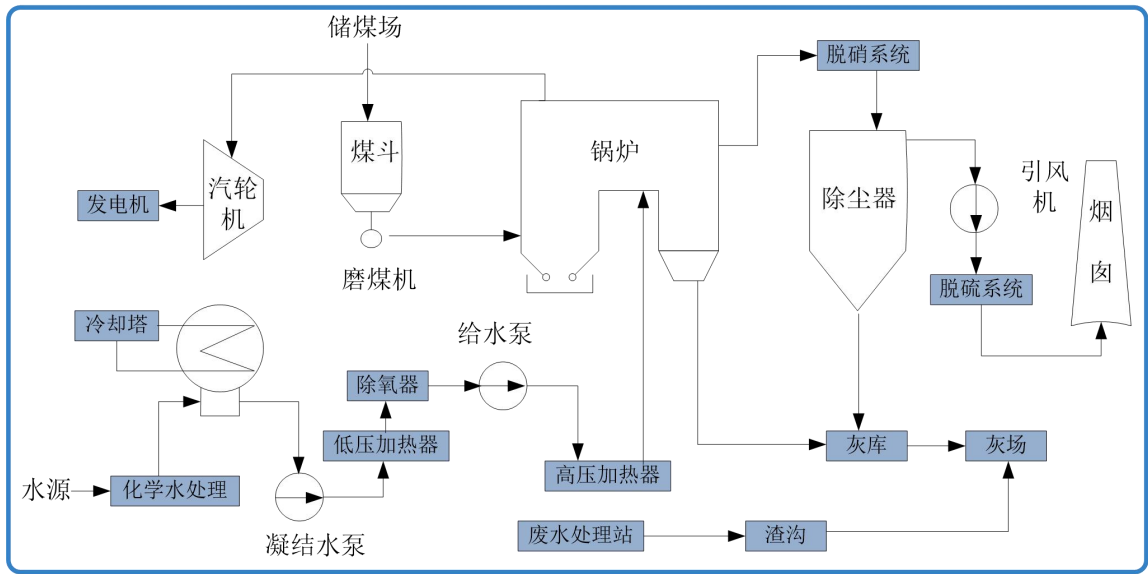 储煤场
脱硝系统
煤斗
锅炉
汽轮
机
发电机
除尘器
引风
机
烟
囱
磨煤机
脱硫系统
冷却塔
给水泵
除氧器
低压加热器
灰库
灰场
高压加热器
水源
化学水处理
凝结水泵
废水处理站
渣沟